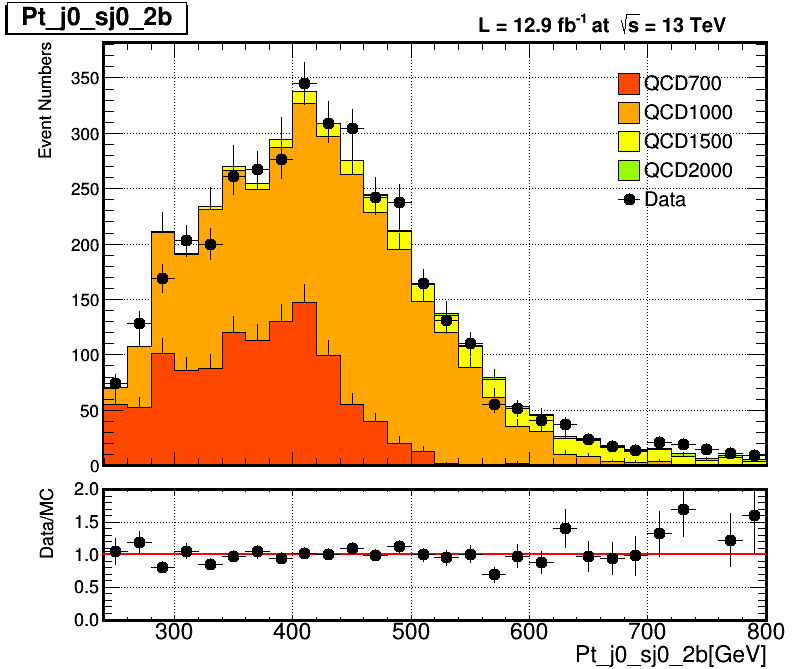 Pt_j0_sj0_2b
L = 12.9 fb⁻¹ at √s = 13 TeV
Event Numbers
350
300
250
200
150
100
50
0
QCD700
QCD1000
QCD1500
QCD2000
Data
Data/MC
2.0
1.5
1.0
0.5
0.0
300 400 500 600 700 800
Pt_j0_sj0_2b[GeV]